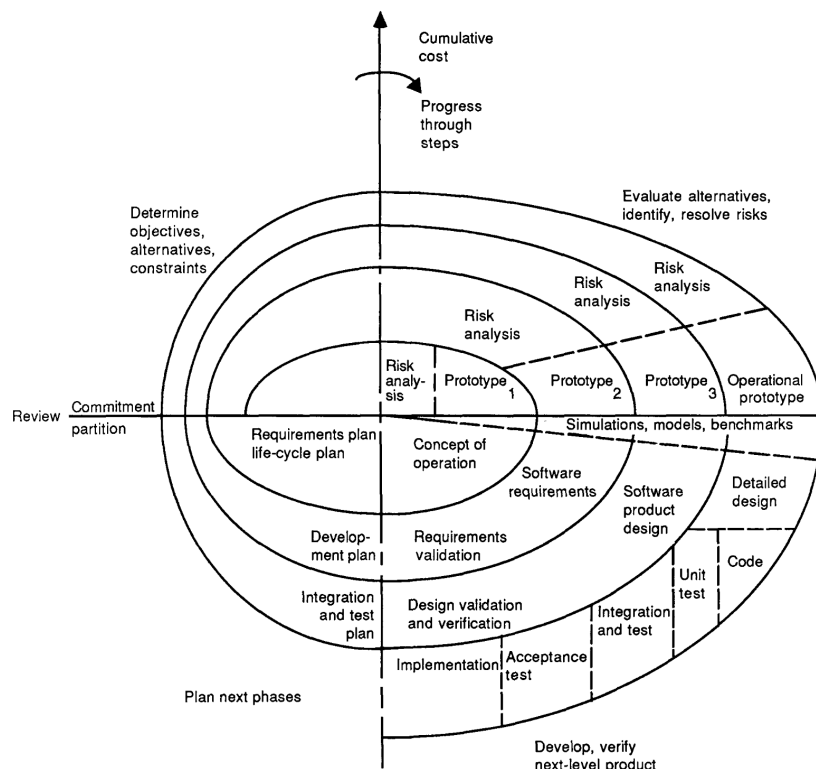 Cumulative
cost
Progress
through
steps
Evaluate alternatives,
identify, resolve risks
Determine
objectives,
alternatives,
constraints
Risk
analysis
Risk
analysis
Risk
analysis
Risk
analy-
sis
Prototype 1
Prototype 2
Prototype 3
Operational
prototype
Review
Commitment
partition
Simulations, models, benchmarks
Requirements plan
life-cycle plan
Concept of
operation
Software
requirements
Software
product
design
Detailed
design
Develop-
ment plan
Requirements
validation
Integration
and test
plan
Design validation
and verification
Code
Unit
test
Integration
and test
Acceptance
test
Implementation
Plan next phases
Develop, verify
next-level product